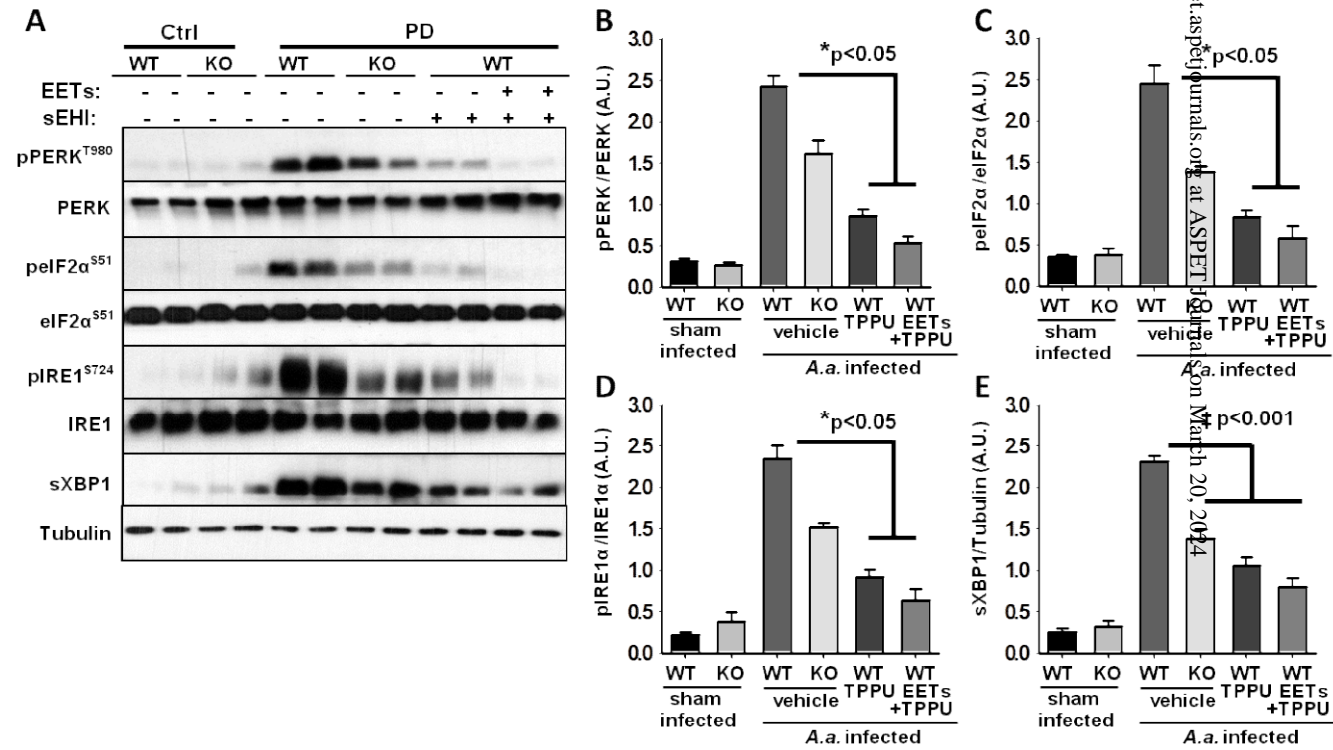 A
Ctrl PD
WT KO WT KO WT
EETs: - - - - - - - - - - + +
sEHI: - - - - - - - - + + + +
pPERK^T980
PERK
peIF2α^S51
eIF2α^S51
pIRE1^S724
IRE1
sXBP1
Tubulin
B
pPERK/PERK (A.U.)
3.0
2.5
2.0
1.5
1.0
0.5
0.0
*p<0.05
WT KO WT KO WT WT
TPPU EETs
+TPPU
sham
infected
vehicle
A.a. infected
C
peIF2α/eIF2α (A.U.)
3.0
2.5
2.0
1.5
1.0
0.5
0.0
*p<0.05
WT KO WT KO WT WT
TPPU EETs
+TPPU
sham
infected
vehicle
A.a. infected
D
pIRE1α/IRE1α (A.U.)
3.0
2.5
2.0
1.5
1.0
0.5
0.0
*p<0.05
WT KO WT KO WT WT
TPPU EETs
+TPPU
sham
infected
vehicle
A.a. infected
E
sXBP1/Tubulin (A.U.)
3.0
2.5
2.0
1.5
1.0
0.5
0.0
‡ p<0.001
WT KO WT KO WT WT
TPPU EETs
+TPPU
sham
infected
vehicle
A.a. infected
et.aspetjournals.org at ASPET Journals on March 20, 2024